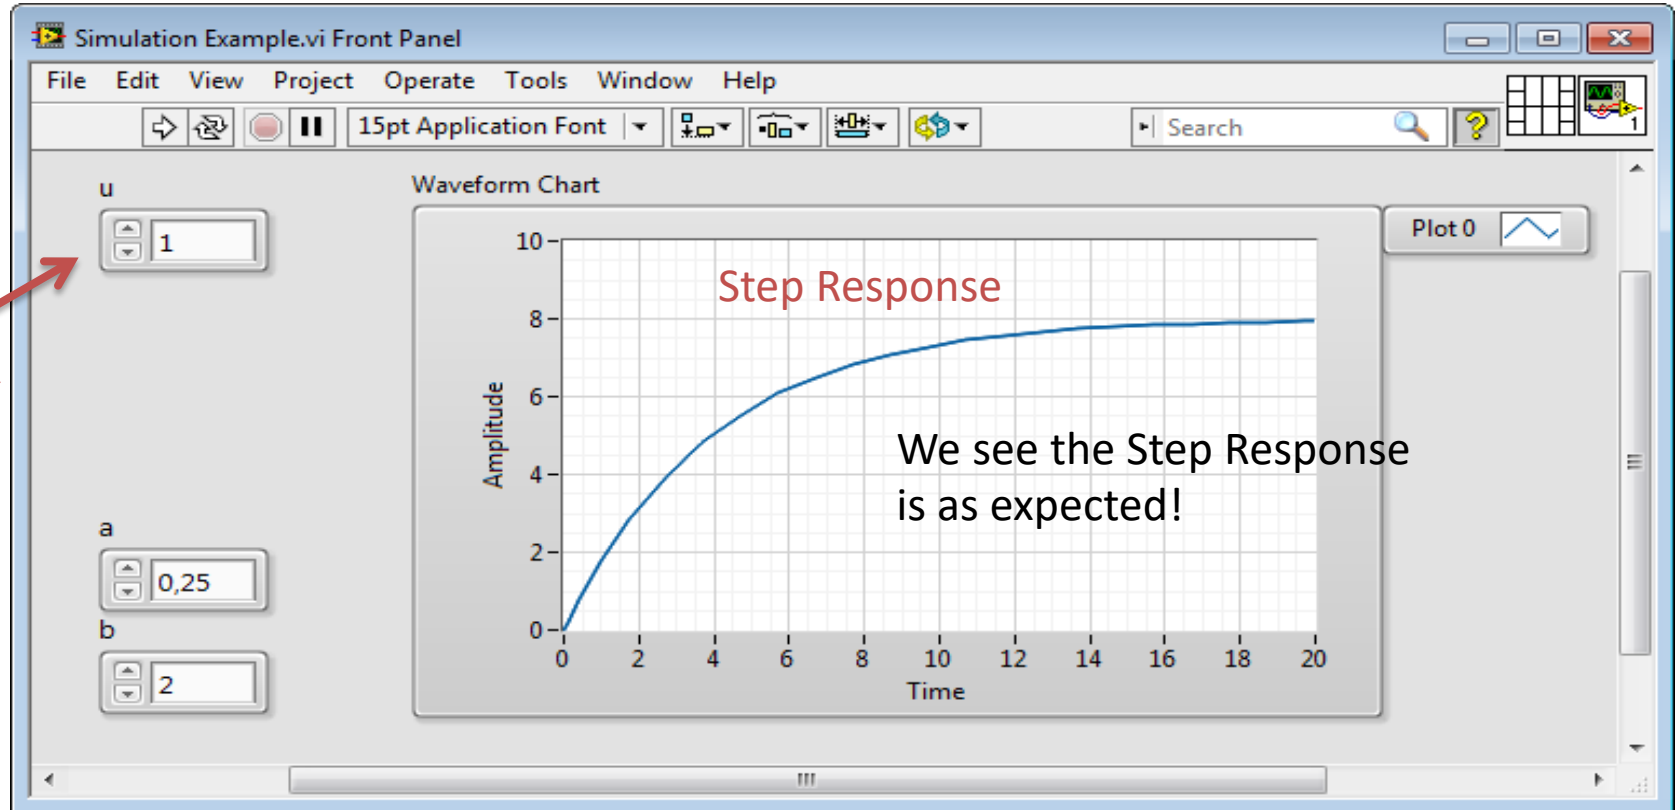 Simulation Example.vi Front Panel
File Edit View Project Operate Tools Window Help
15pt Application Font
Search
1
u
1
Waveform Chart
Plot 0
Step Response
10
8
6
4
2
0
Amplitude
We see the Step Response
is as expected!
0 2 4 6 8 10 12 14 16 18 20
Time
a
0,25
b
2